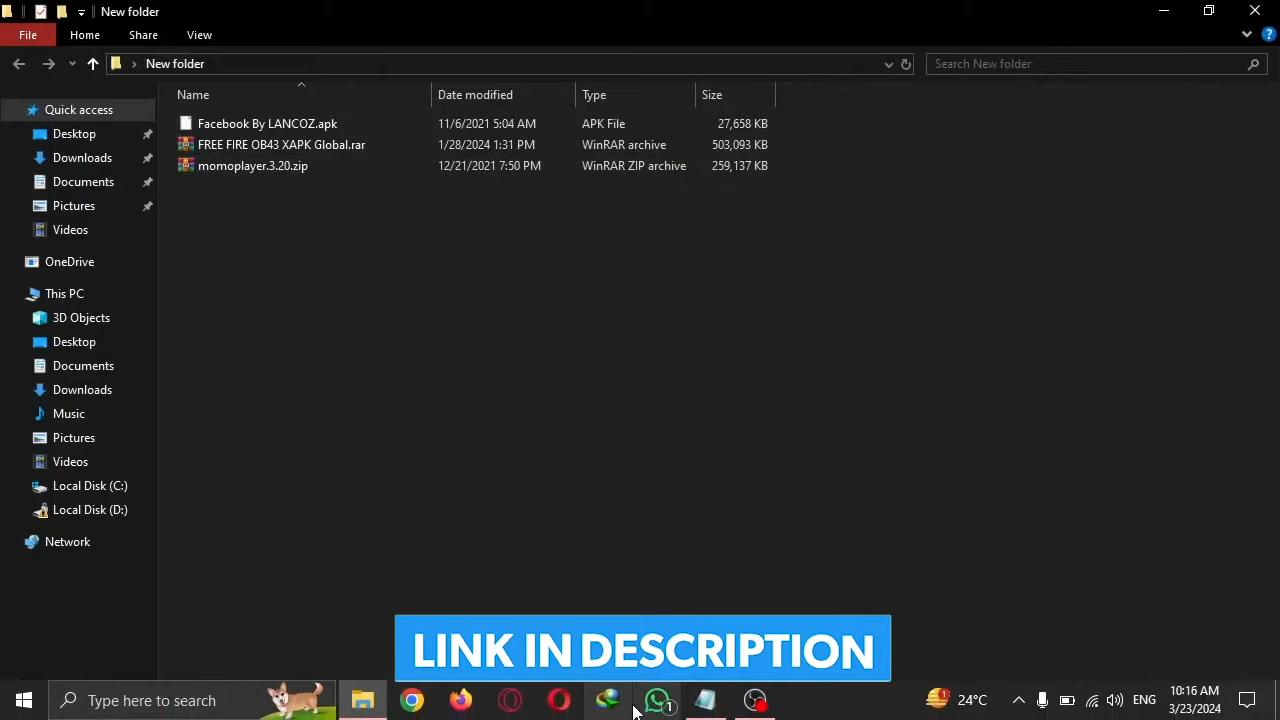 New folder
File Home Share View
New folder
Search New folder
Name Date modified Type Size
Quick access
Desktop
Downloads
Documents
Pictures
Videos
OneDrive
This PC
3D Objects
Desktop
Documents
Downloads
Music
Pictures
Videos
Local Disk (C:)
Local Disk (D:)
Network
Facebook By LANCOZ.apk 11/6/2021 5:04 AM APK File 27,658 KB
FREE FIRE OB43 XAPK Global.rar 1/28/2024 1:31 PM WinRAR archive 503,093 KB
momoplayer.3.20.zip 12/21/2021 7:50 PM WinRAR ZIP archive 259,137 KB
LINK IN DESCRIPTION
Type here to search
1
1
24°C
ENG
10:16 AM
3/23/2024